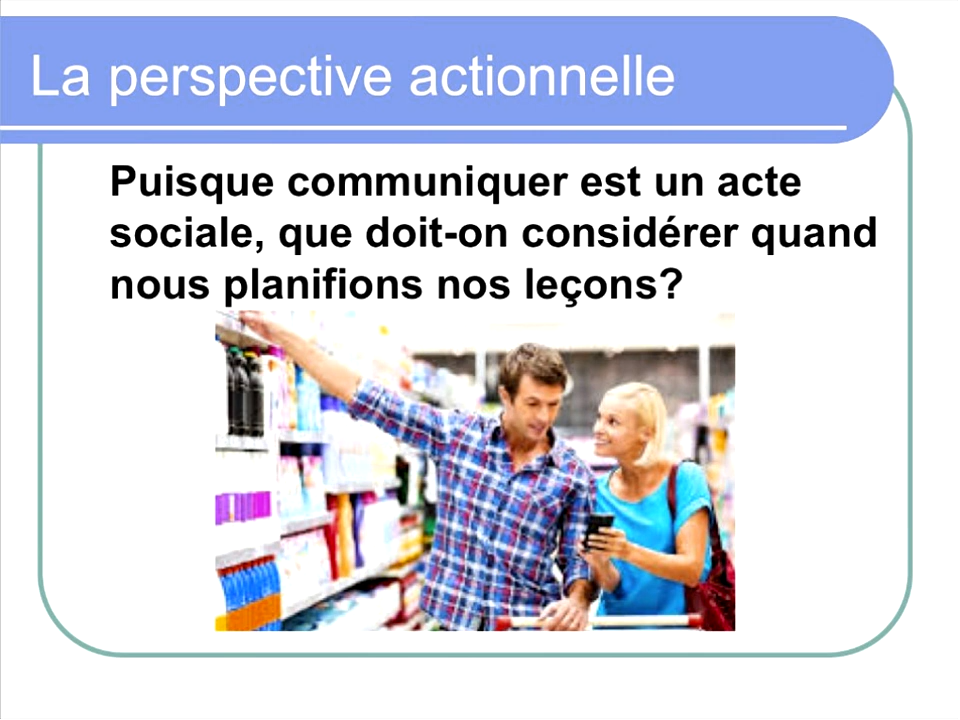 La perspective actionnelle
Puisque communiquer est un acte
sociale, que doit-on considérer quand
nous planifions nos leçons?